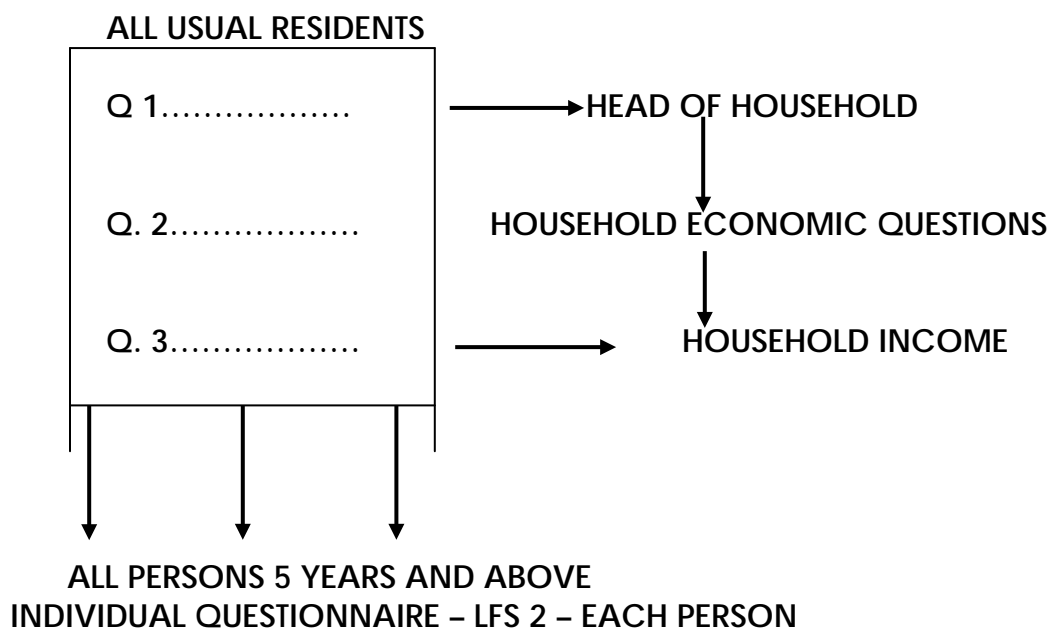 ALL USUAL RESIDENTS
Q 1..................
HEAD OF HOUSEHOLD
Q. 2..................
HOUSEHOLD ECONOMIC QUESTIONS
Q. 3..................
HOUSEHOLD INCOME
ALL PERSONS 5 YEARS AND ABOVE
INDIVIDUAL QUESTIONNAIRE – LFS 2 – EACH PERSON